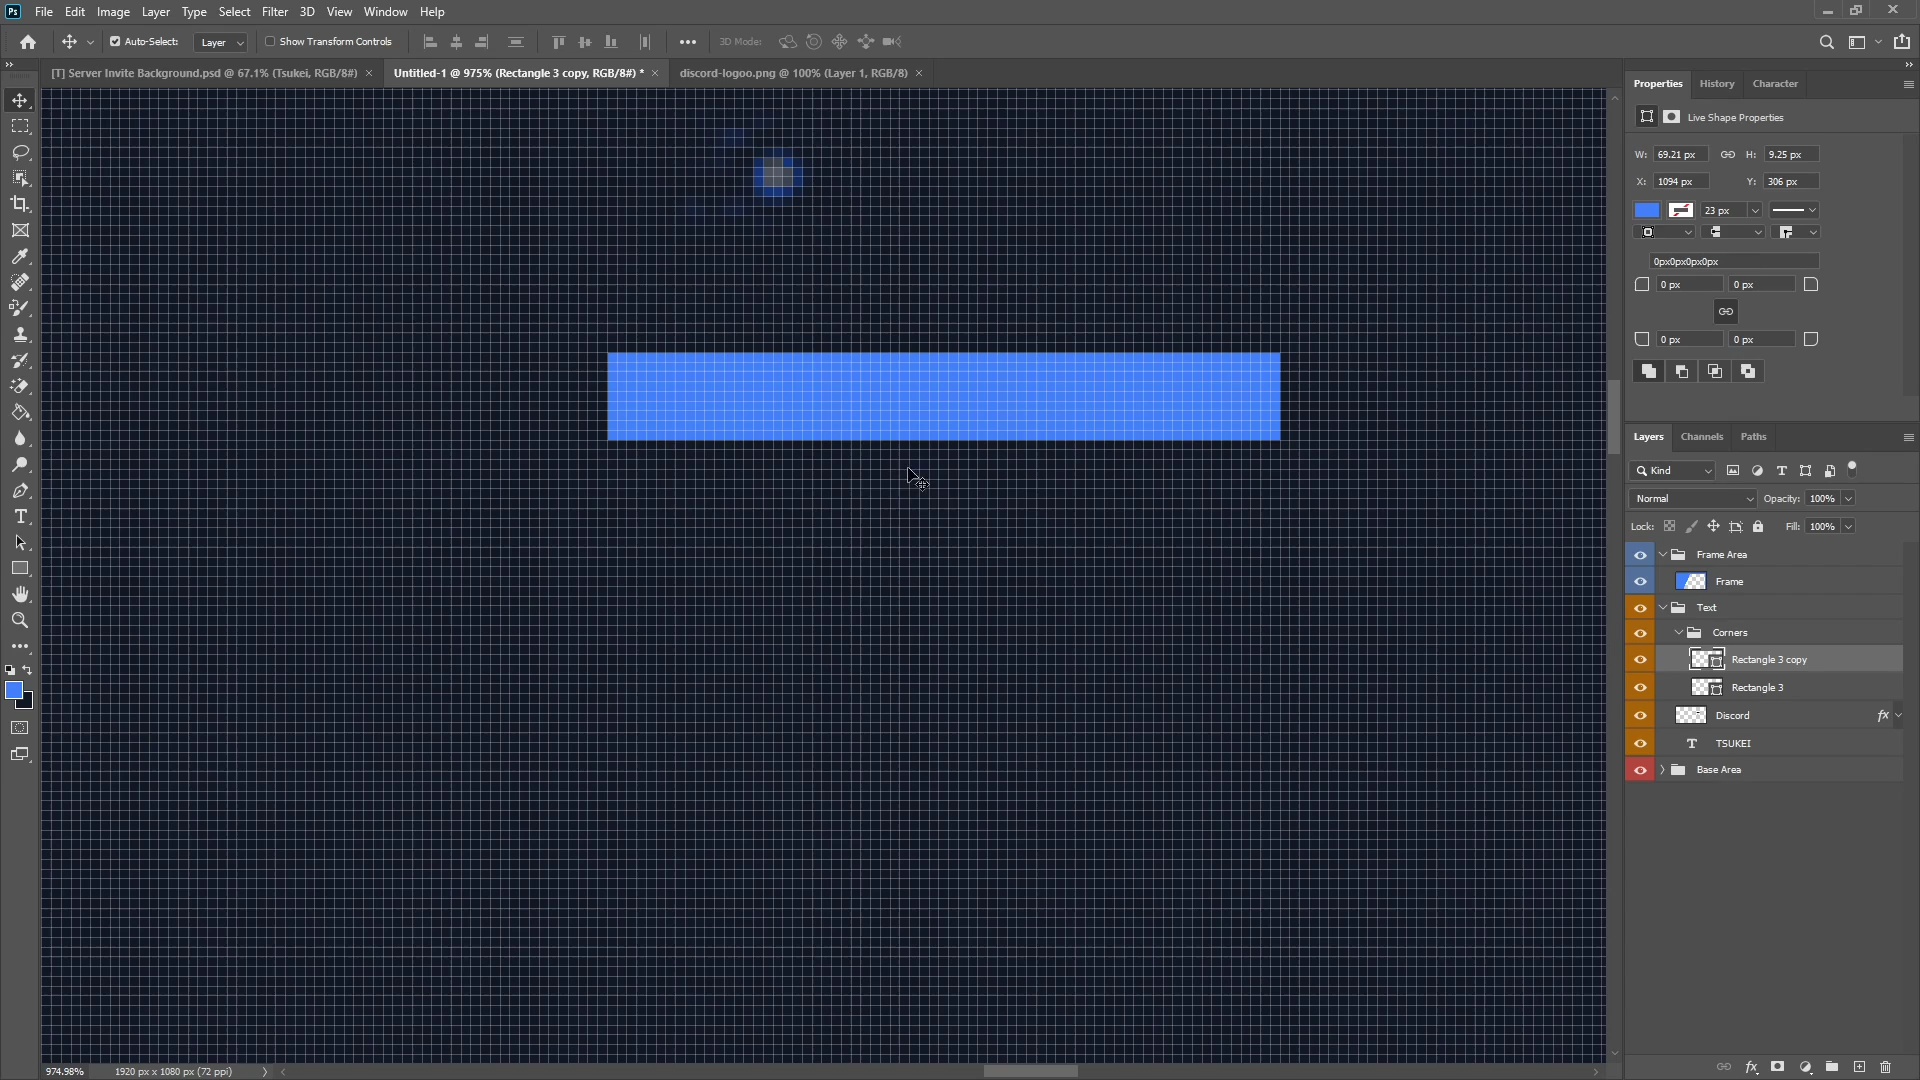 Ps File Edit Image Layer Type Select Filter 3D View Window Help
Auto-Select: Layer Show Transform Controls 3D Mode:
[T] Server Invite Background.psd @ 67.1% (Tsukei, RGB/8#) × Untitled-1 @ 975% (Rectangle 3 copy, RGB/8#) * × discord-logoo.png @ 100% (Layer 1, RGB/8) ×
Properties History Character
Live Shape Properties
W: 69.21 px H: 9.25 px
X: 1094 px Y: 306 px
23 px
0px0px0px0px
0 px 0 px
0 px 0 px
Layers Channels Paths
Kind
Normal Opacity: 100%
Lock: Fill: 100%
Frame Area
Frame
Text
Corners
Rectangle 3 copy
Rectangle 3
Discord fx
T TSUKEI
Base Area
974.98% 1920 px x 1080 px (72 ppi)
fx